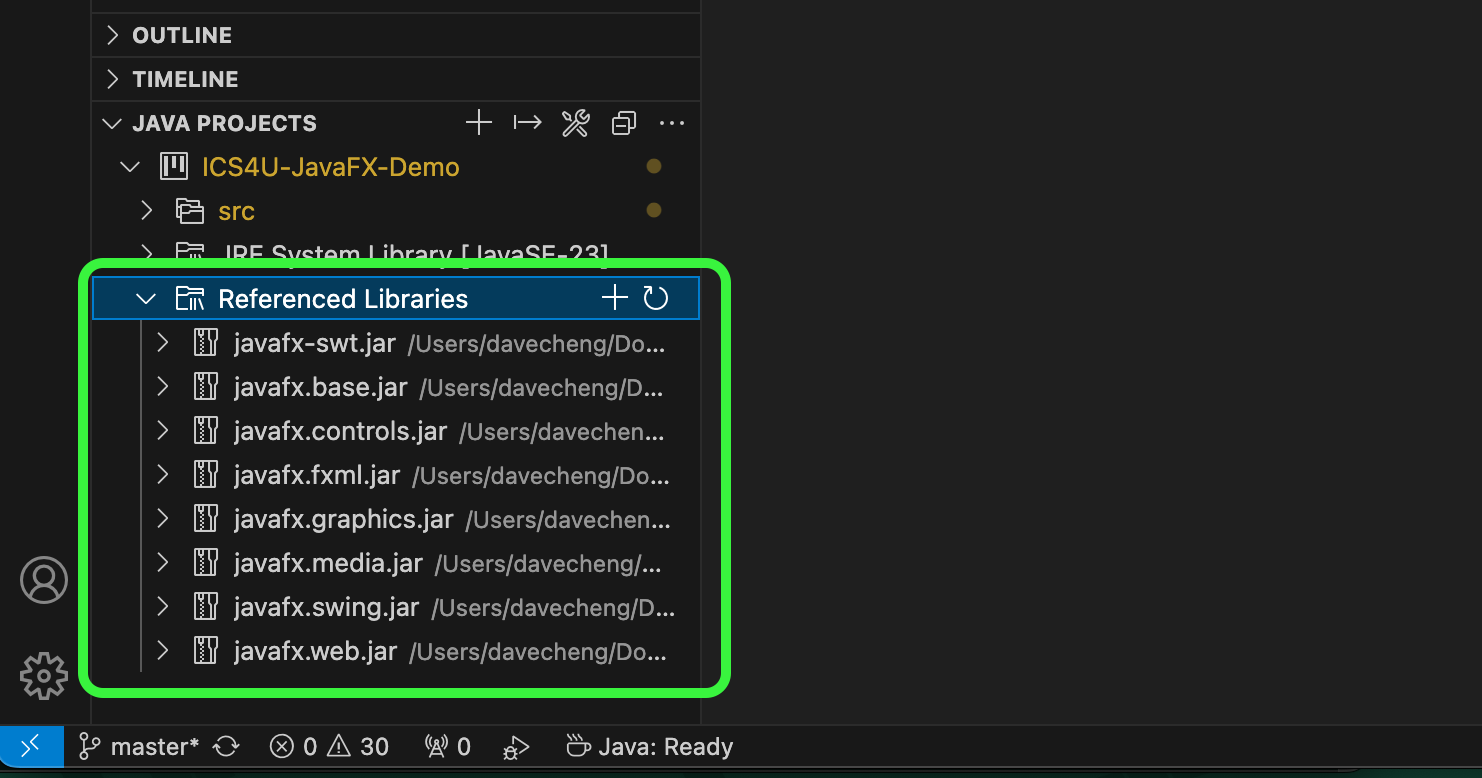 OUTLINE
TIMELINE
JAVA PROJECTS
ICS4U-JavaFX-Demo
src
JRE System Library [JavaSE-23]
Referenced Libraries
javafx-swt.jar /Users/davecheng/Do...
javafx.base.jar /Users/davecheng/D...
javafx.controls.jar /Users/davechen...
javafx.fxml.jar /Users/davecheng/Do...
javafx.graphics.jar /Users/davechen...
javafx.media.jar /Users/davecheng/...
javafx.swing.jar /Users/davecheng/D...
javafx.web.jar /Users/davecheng/Do...
master* 0 30 0 Java: Ready